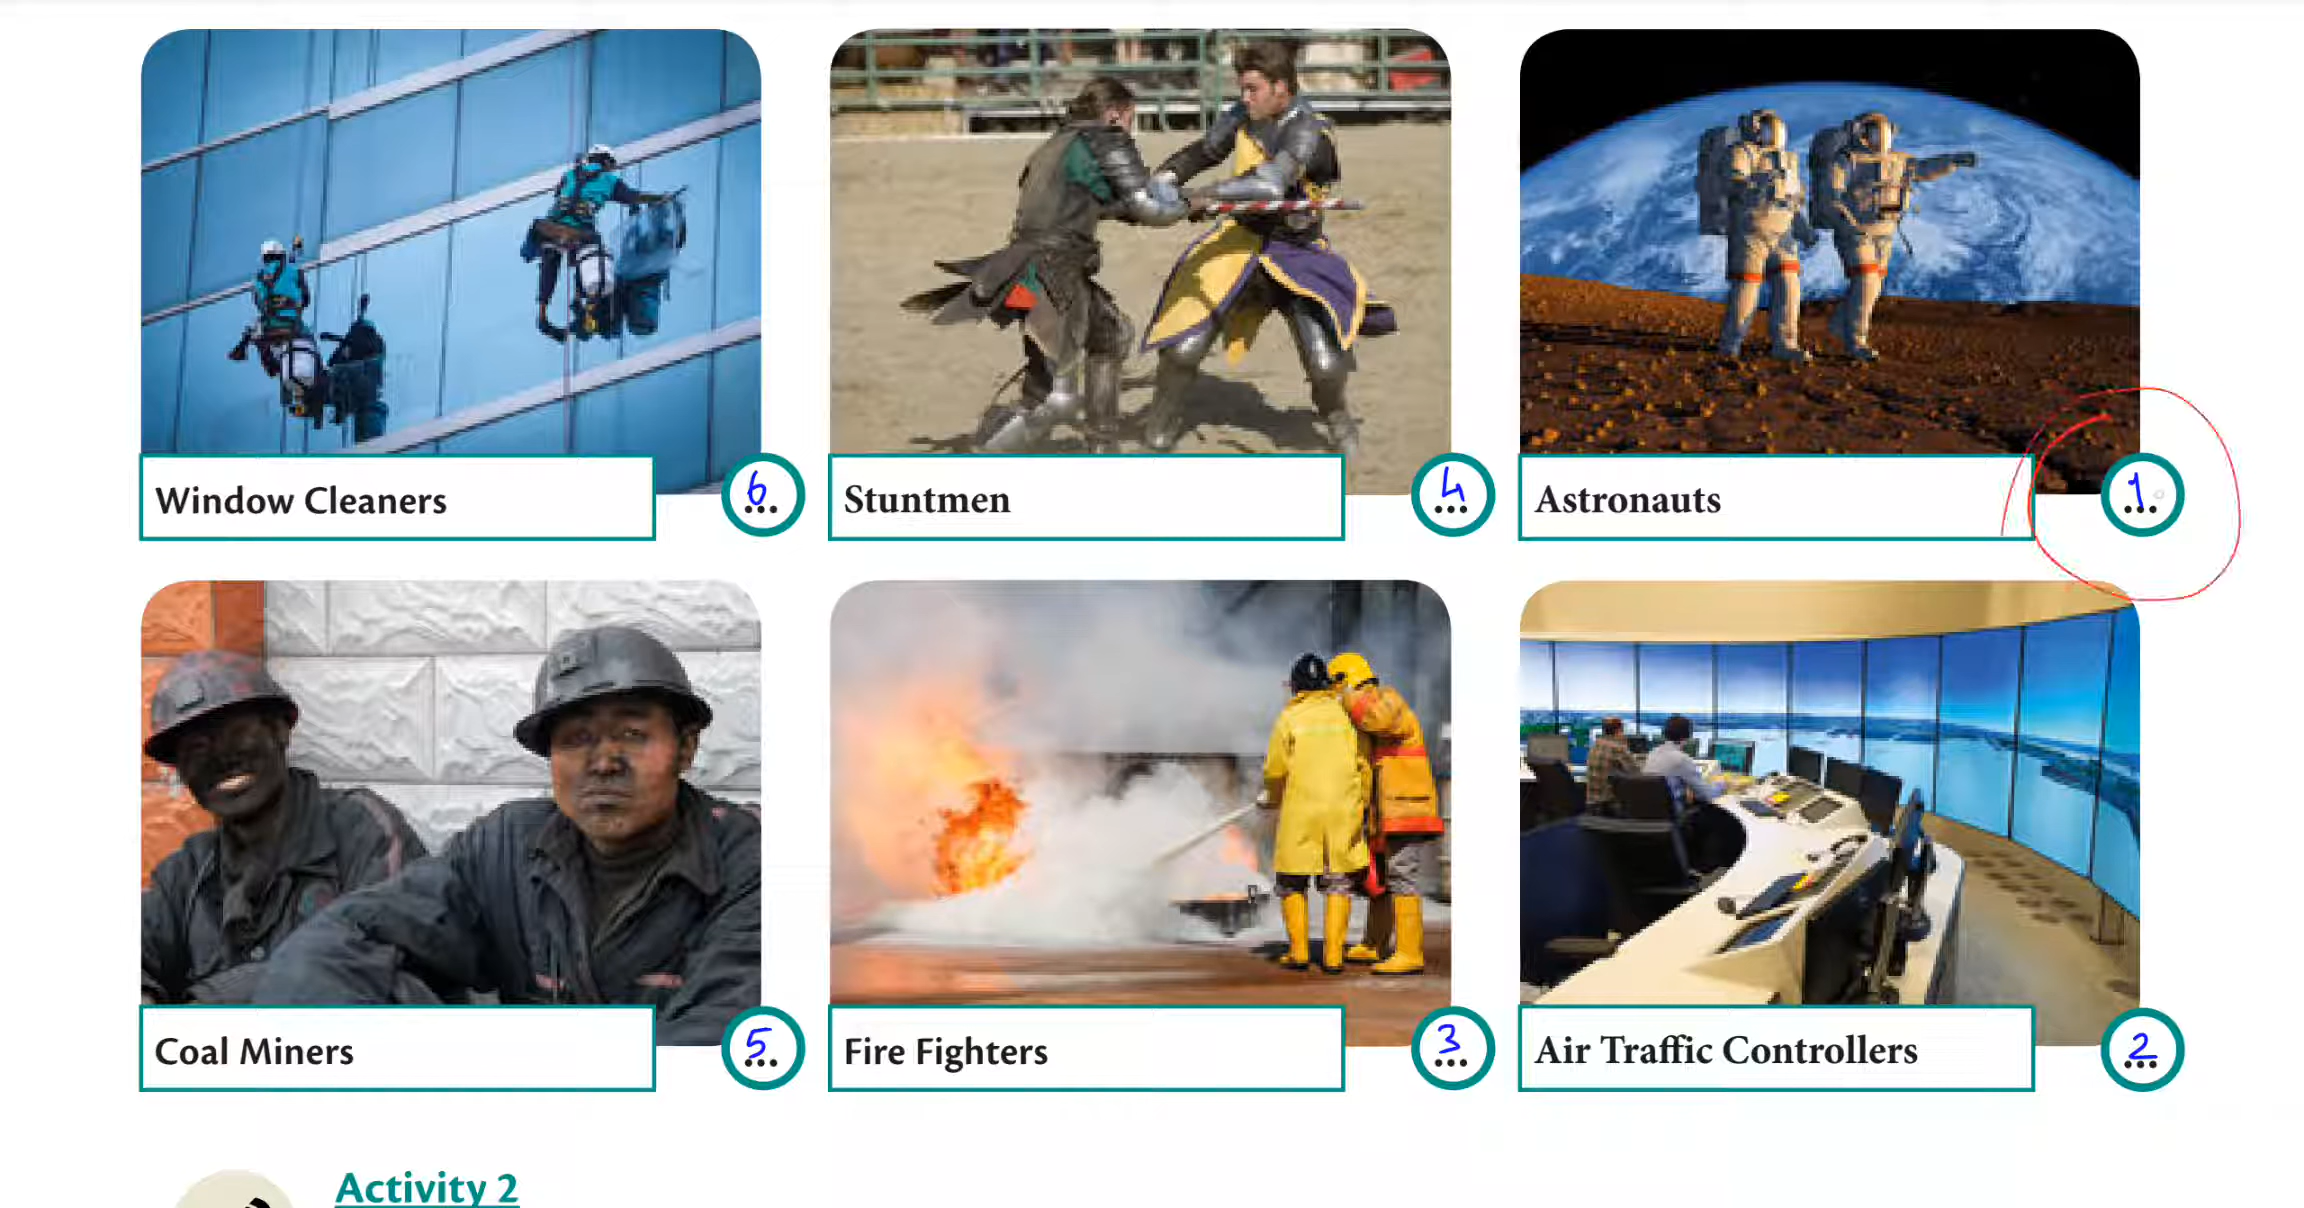 Window Cleaners
6
...
Stuntmen
4
...
Astronauts
1
...
Coal Miners
5
...
Fire Fighters
3
...
Air Traffic Controllers
2
...
Activity 2